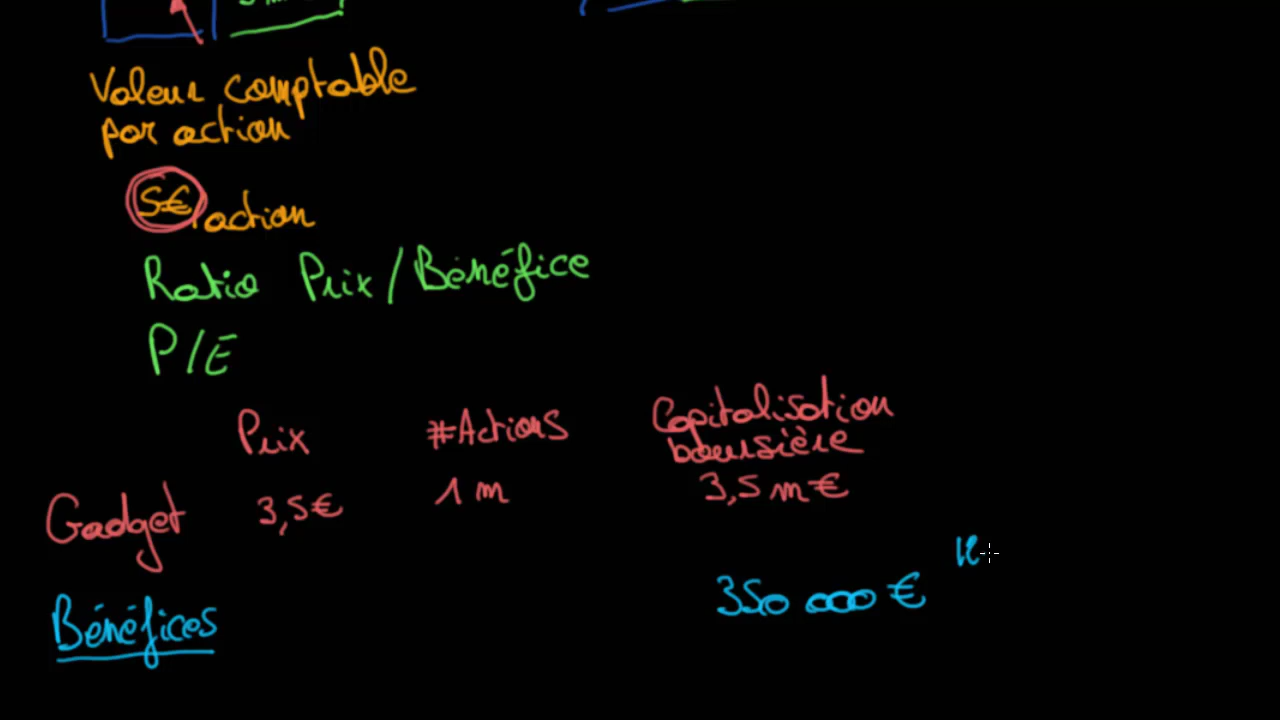 Valeur comptable
par action
5€/action
Ratio Prix/Bénéfice
P/E
Prix #Actions Capitalisation
boursière
Gadget 3,5€ 1 m 3,5 m €
Bénéfices 350 000 €